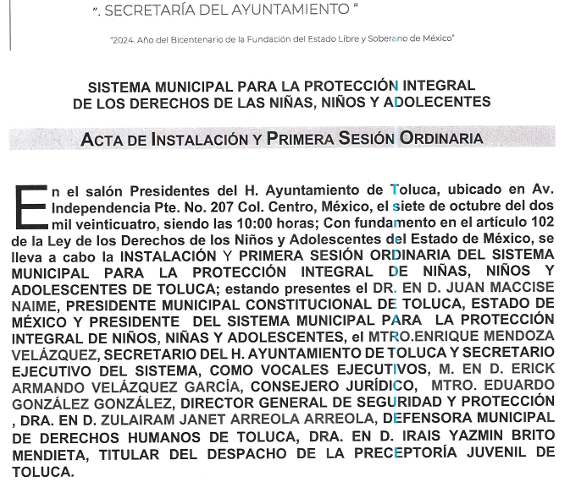 “. SECRETARÍA DEL AYUNTAMIENTO “
“2024. Año del Bicentenario de la Fundación del Estado Libre y Soberano de México”
SISTEMA MUNICIPAL PARA LA PROTECCIÓN INTEGRAL
DE LOS DERECHOS DE LAS NIÑAS, NIÑOS Y ADOLECENTES
ACTA DE INSTALACIÓN Y PRIMERA SESIÓN ORDINARIA
En el salón Presidentes del H. Ayuntamiento de Toluca, ubicado en Av.
Independencia Pte. No. 207 Col. Centro, México, el siete de octubre del dos
mil veinticuatro, siendo las 10:00 horas; Con fundamento en el artículo 102
de la Ley de los Derechos de los Niños y Adolescentes del Estado de México, se
lleva a cabo la INSTALACIÓN Y PRIMERA SESIÓN ORDINARIA DEL SISTEMA
MUNICIPAL PARA LA PROTECCIÓN INTEGRAL DE NIÑAS, NIÑOS Y
ADOLESCENTES DE TOLUCA; estando presentes el DR. EN D. JUAN MACCISE
NAIME, PRESIDENTE MUNICIPAL CONSTITUCIONAL DE TOLUCA, ESTADO DE
MÉXICO Y PRESIDENTE DEL SISTEMA MUNICIPAL PARA LA PROTECCIÓN
INTEGRAL DE NIÑOS, NIÑAS Y ADOLESCENTES, el MTRO.ENRIQUE MENDOZA
VELÁZQUEZ, SECRETARIO DEL H. AYUNTAMIENTO DE TOLUCA Y SECRETARIO
EJECUTIVO DEL SISTEMA, COMO VOCALES EJECUTIVOS, M. EN D. ERICK
ARMANDO VELÁZQUEZ GARCÍA, CONSEJERO JURÍDICO, MTRO. EDUARDO
GONZÁLEZ GONZÁLEZ, DIRECTOR GENERAL DE SEGURIDAD Y PROTECCIÓN
, DRA. EN D. ZULAIRAM JANET ARREOLA ARREOLA, DEFENSORA MUNICIPAL
DE DERECHOS HUMANOS DE TOLUCA, DRA. EN D. IRAIS YAZMIN BRITO
MENDIETA, TITULAR DEL DESPACHO DE LA PRECEPTORÍA JUVENIL DE
TOLUCA.